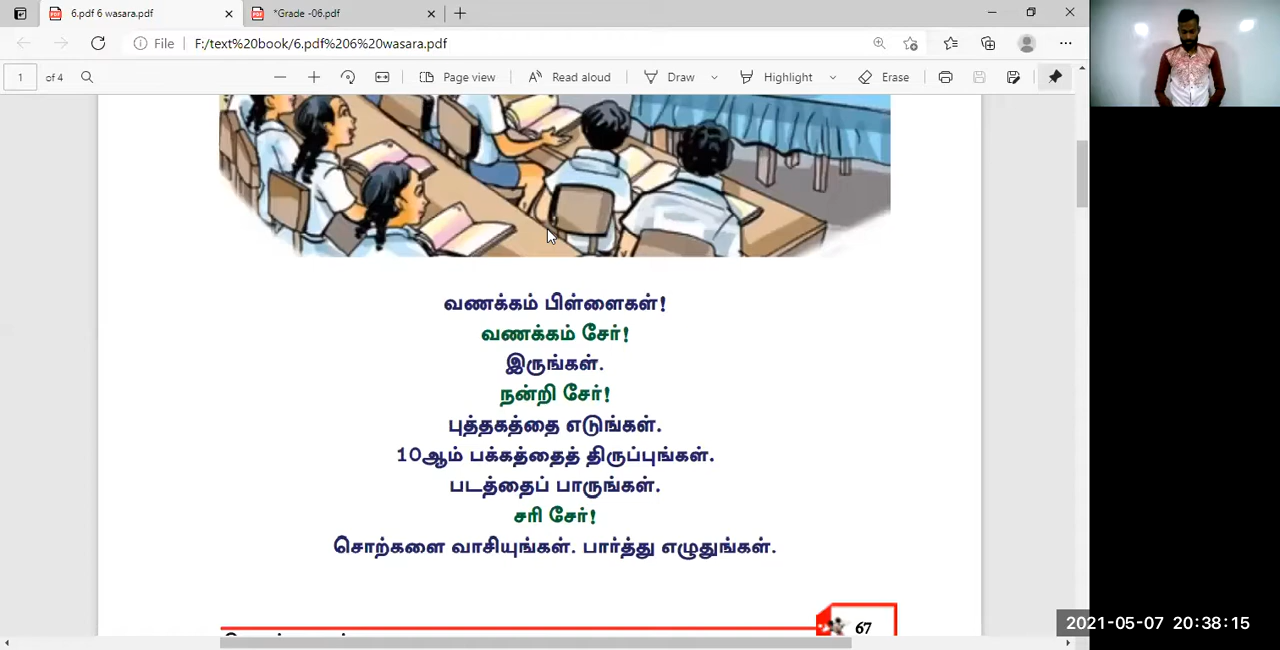 6.pdf 6 wasara.pdf
*Grade -06.pdf
File
F:/text%20book/6.pdf%206%20wasara.pdf
1 of 4
Page view
Read aloud
Draw
Highlight
Erase
வணக்கம் பிள்ளைகள்!
வணக்கம் சேர்!
இருங்கள்.
நன்றி சேர்!
புத்தகத்தை எடுங்கள்.
10ஆம் பக்கத்தைத் திருப்புங்கள்.
படத்தைப் பாருங்கள்.
சரி சேர்!
சொற்களை வாசியுங்கள். பார்த்து எழுதுங்கள்.
67
2021-05-07 20:38:15